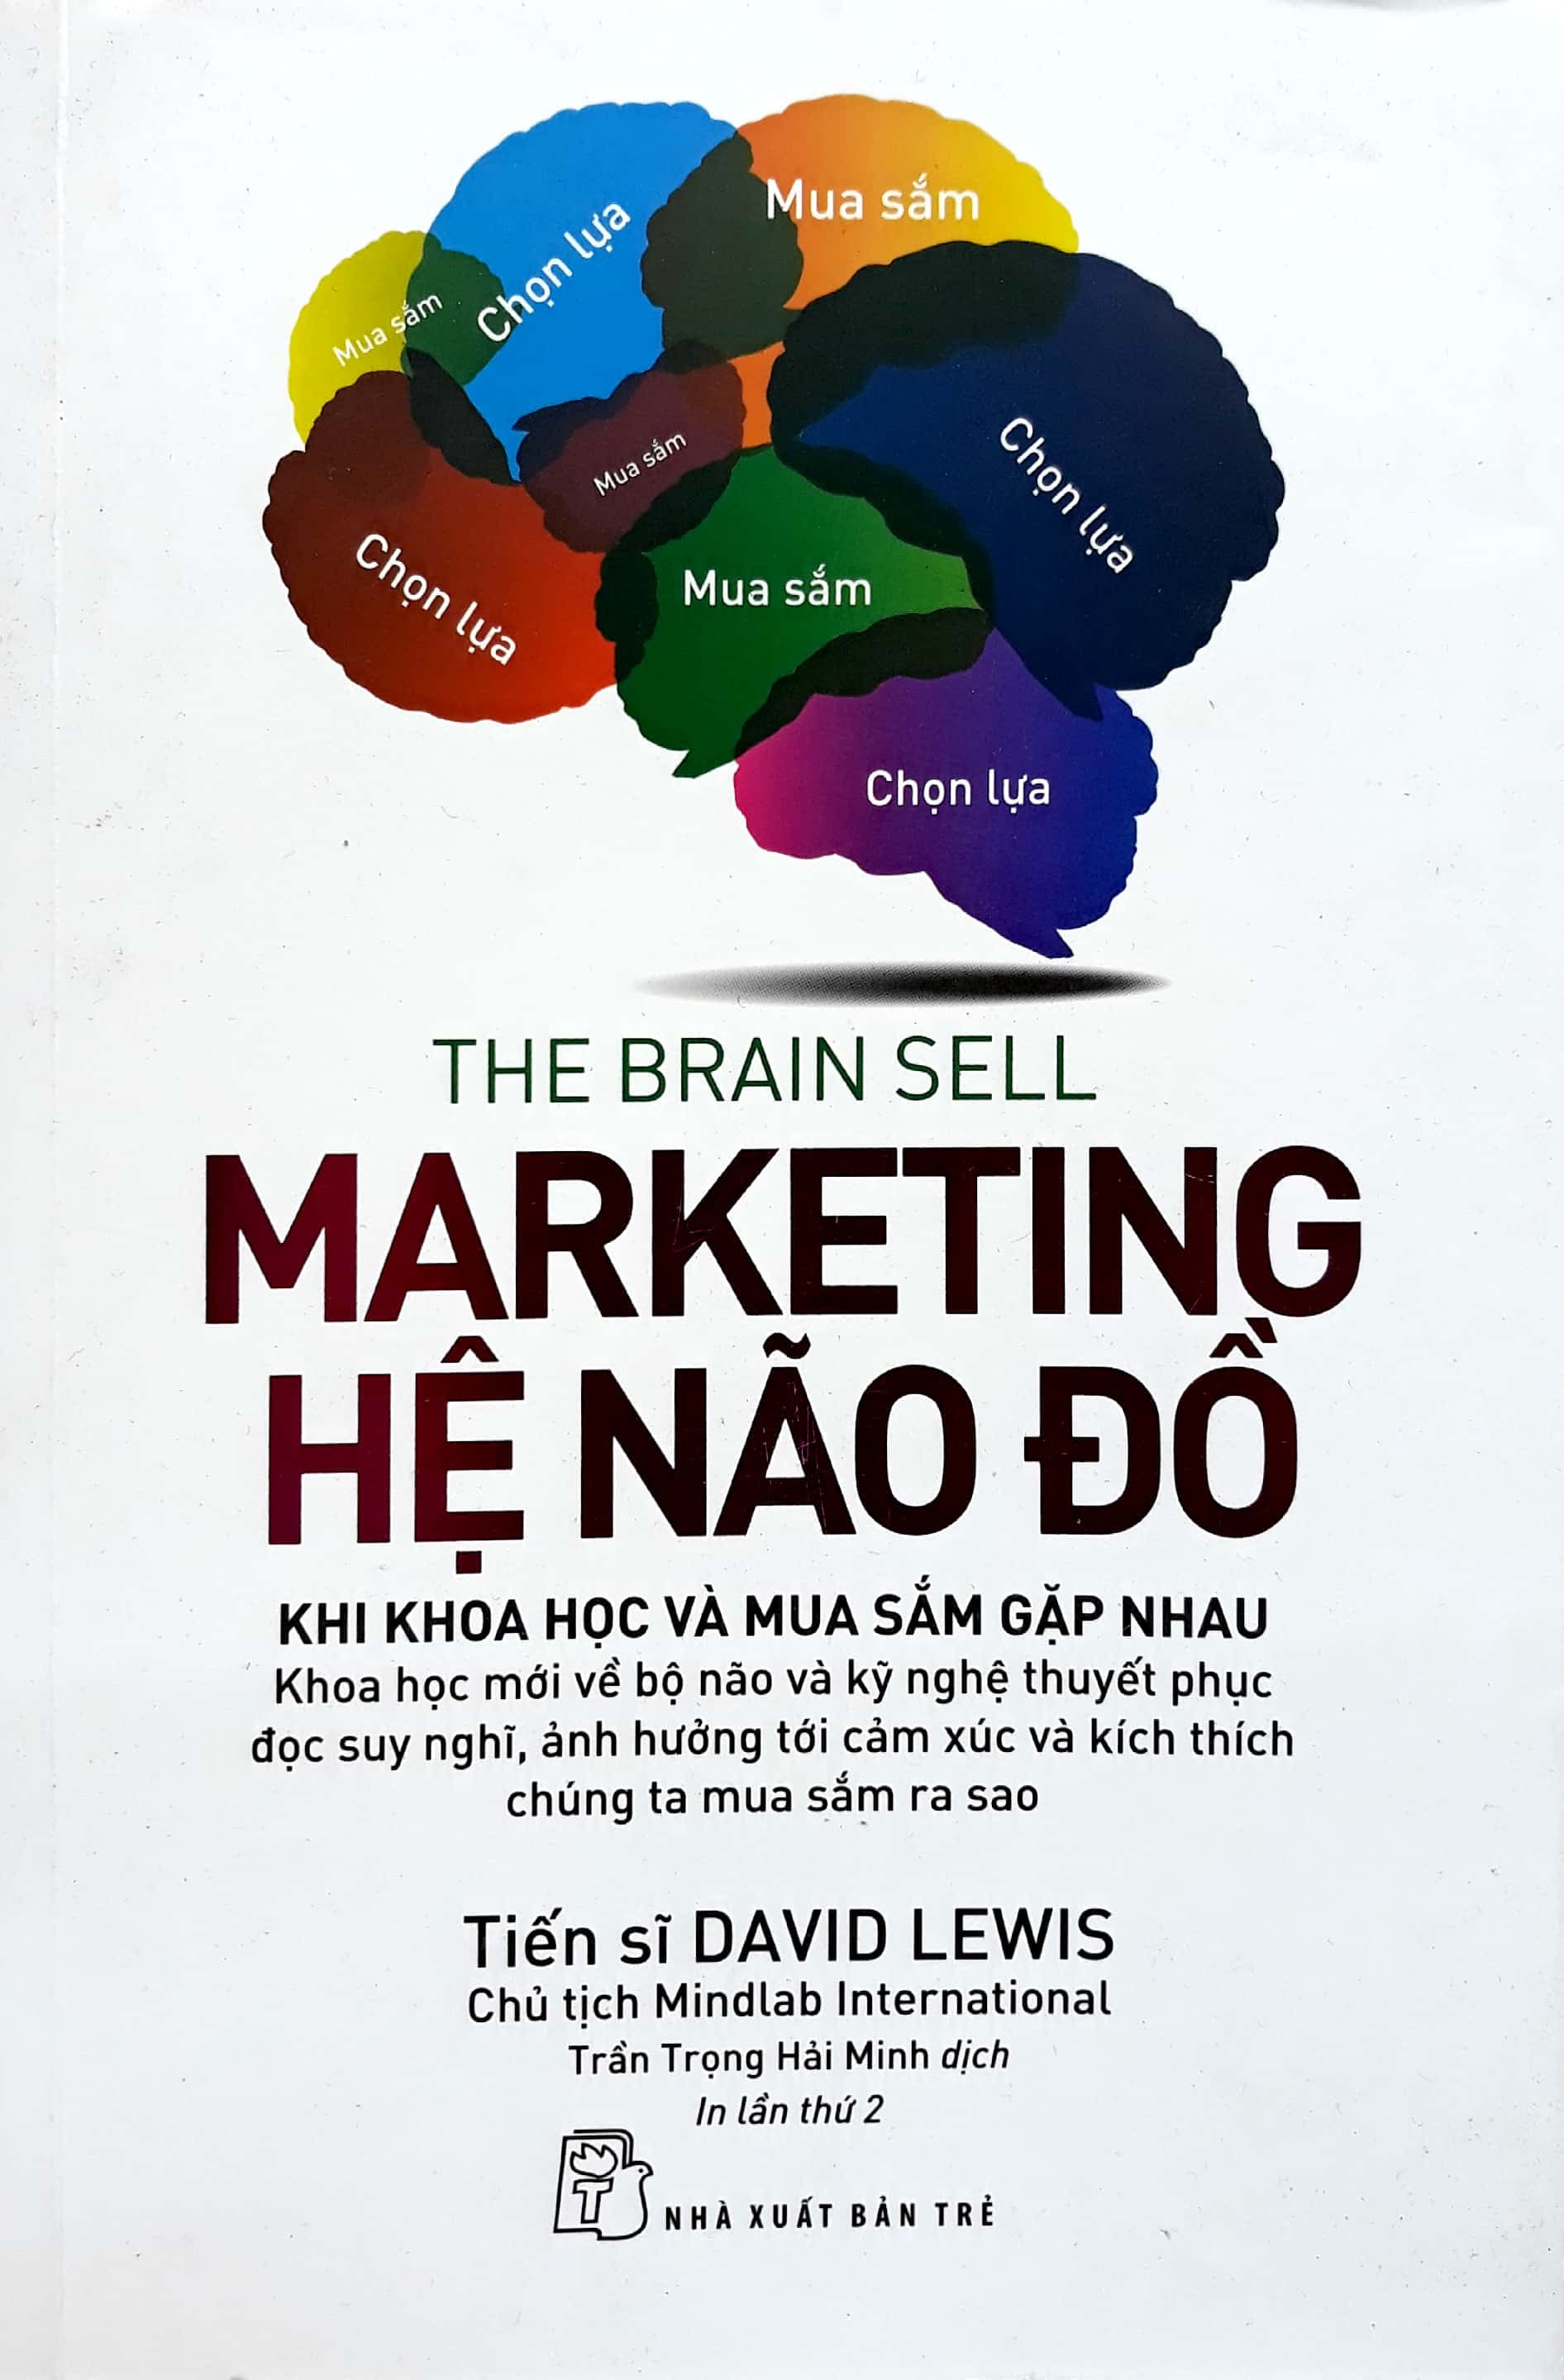 Mua sắm
Chọn lựa
Mua sắm
Mua sắm
Chọn lựa
Chọn lựa
Mua sắm
Chọn lựa
THE BRAIN SELL
MARKETING
HỆ NÃO ĐỒ
KHI KHOA HỌC VÀ MUA SẮM GẶP NHAU
Khoa học mới về bộ não và kỹ nghệ thuyết phục
đọc suy nghĩ, ảnh hưởng tới cảm xúc và kích thích
chúng ta mua sắm ra sao
Tiến sĩ DAVID LEWIS
Chủ tịch Mindlab International
Trần Trọng Hải Minh dịch
In lần thứ 2
T
NHÀ XUẤT BẢN TRẺ